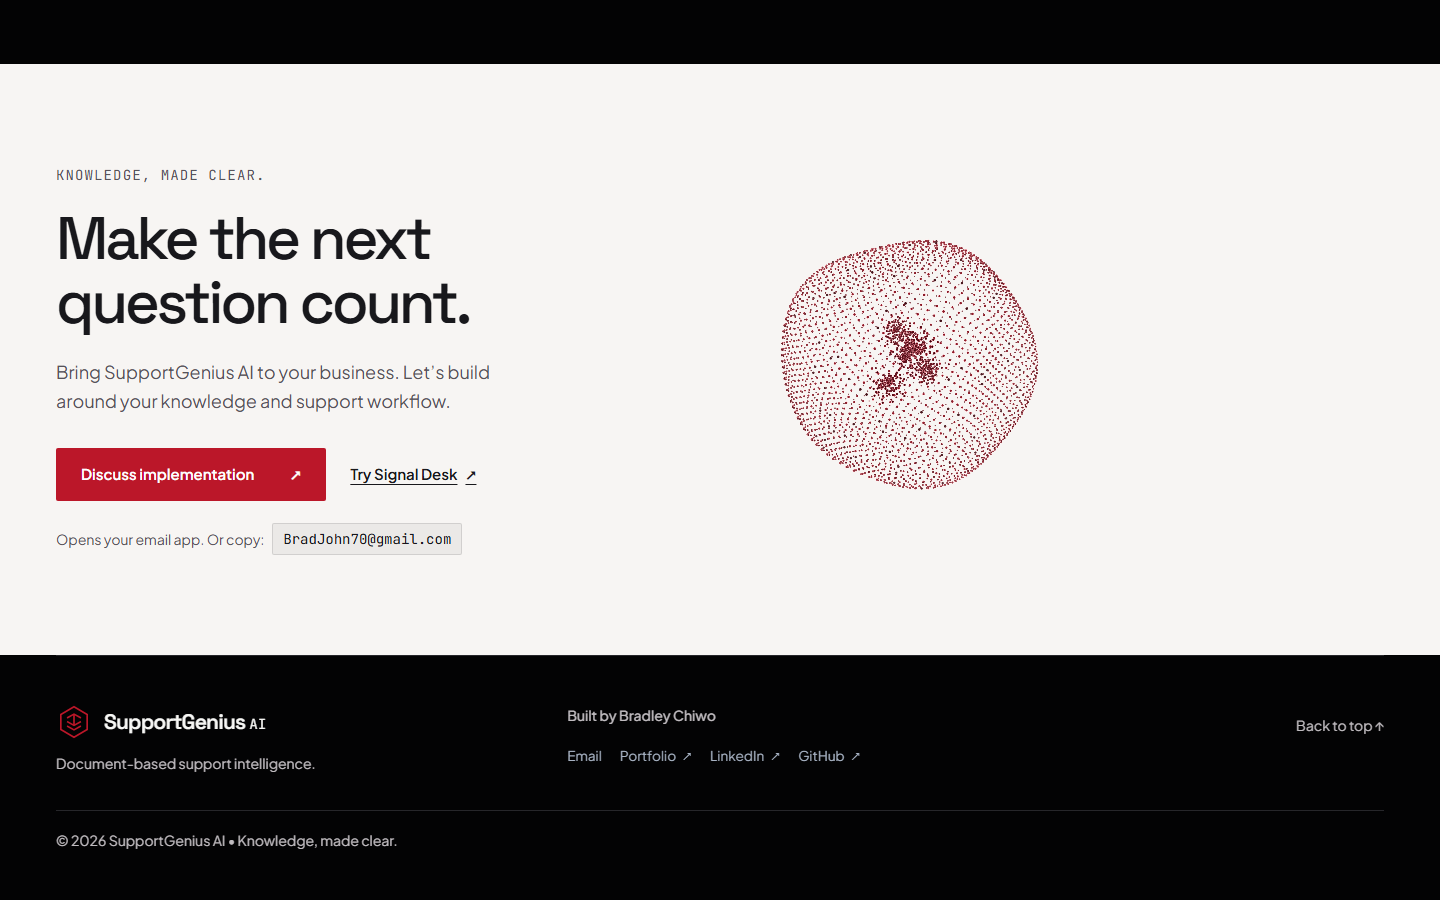 KNOWLEDGE, MADE CLEAR.
Make the next
question count.
Bring SupportGenius AI to your business. Let’s build
around your knowledge and support workflow.
Discuss implementation ↗
Try Signal Desk ↗
Opens your email app. Or copy: BradJohn70@gmail.com
SupportGenius AI
Document-based support intelligence.
Built by Bradley Chiwo
Email Portfolio ↗ LinkedIn ↗ GitHub ↗
Back to top ↑
© 2026 SupportGenius AI • Knowledge, made clear.